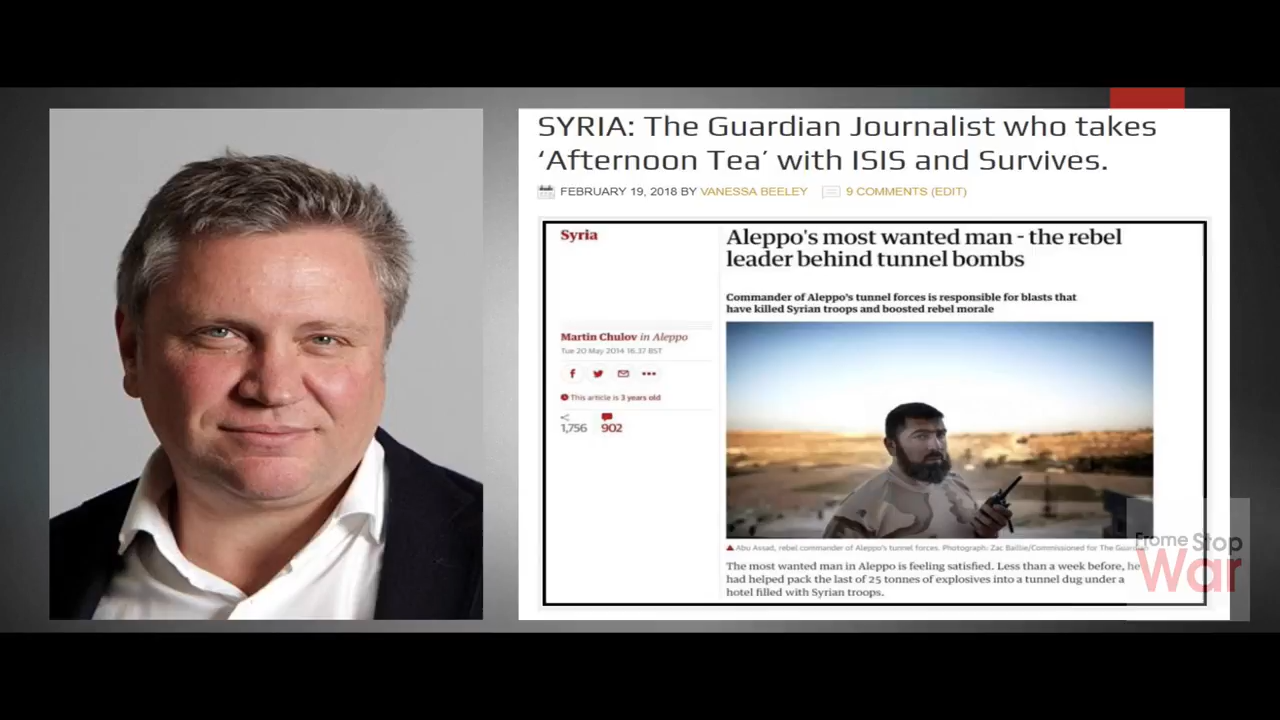 SYRIA: The Guardian Journalist who takes
‘Afternoon Tea’ with ISIS and Survives.
FEBRUARY 19, 2018 BY VANESSA BEELEY 9 COMMENTS (EDIT)
Syria
Aleppo's most wanted man - the rebel
leader behind tunnel bombs
Commander of Aleppo's tunnel forces is responsible for blasts that
have killed Syrian troops and boosted rebel morale
Martin Chulov in Aleppo
Tue 20 May 2014 16.37 BST
This article is 3 years old
1,756 902
Abu Assad, rebel commander of Aleppo's tunnel forces. Photograph: Zac Baillie/Commissioned for The
The most wanted man in Aleppo is feeling satisfied. Less than a week before, he
had helped pack the last of 25 tonnes of explosives into a tunnel dug under a
hotel filled with Syrian troops.
Frome Stop
War